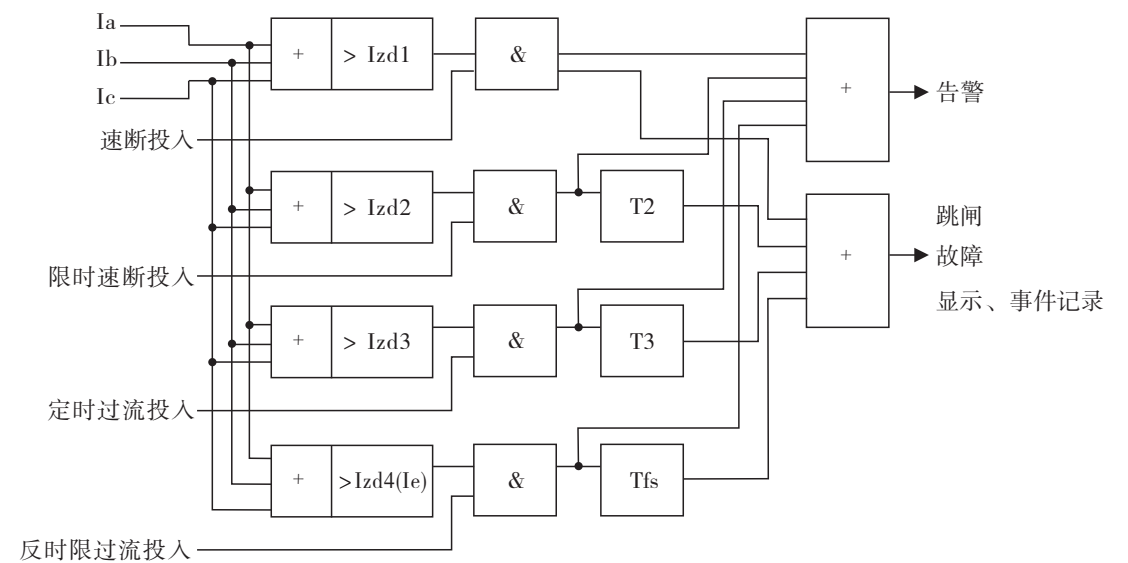 Ia
Ib
Ic
+ > Izd1 & +
告警
速断投入
+ > Izd2 & T2
跳闸
限时速断投入
+ 故障
显示、事件记录
+ > Izd3 & T3
定时过流投入
+ >Izd4(Ie) & Tfs
反时限过流投入